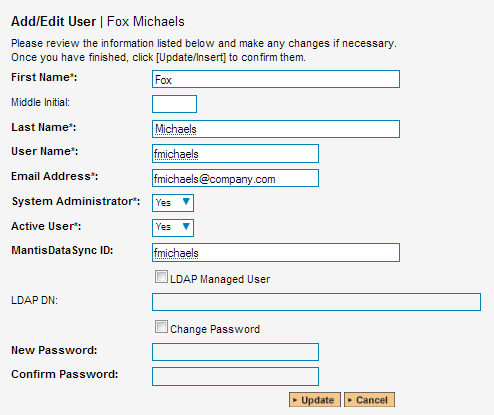 Add/Edit User | Fox Michaels
Please review the information listed below and make any changes if necessary.
Once you have finished, click [Update/Insert] to confirm them.
First Name*: Fox
Middle Initial:
Last Name*: Michaels
User Name*: fmichaels
Email Address*: fmichaels@company.com
System Administrator*: Yes
Active User*: Yes
MantisDataSync ID: fmichaels
LDAP Managed User
LDAP DN:
Change Password
New Password:
Confirm Password:
Update Cancel